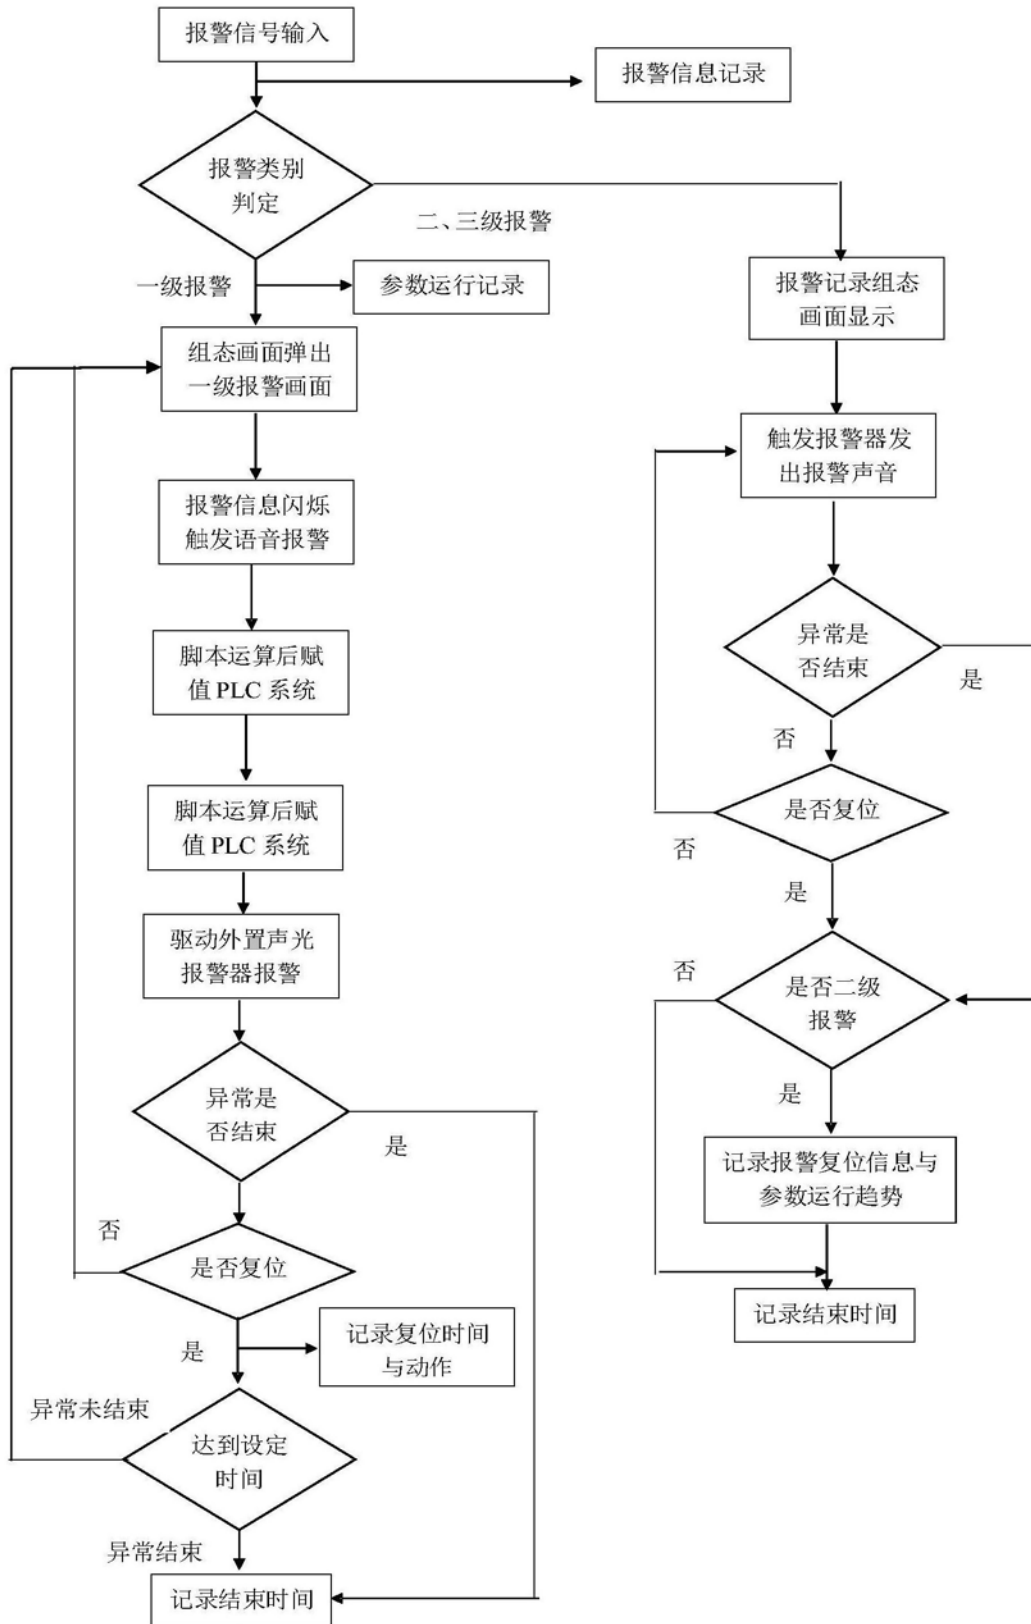 报警信号输入
报警信息记录
报警类别
判定
二、三级报警
一级报警
参数运行记录
报警记录组态
画面显示
组态画面弹出
一级报警画面
触发报警器发
出报警声音
报警信息闪烁
触发语音报警
异常是
否结束
是
脚本运算后赋
值 PLC 系统
否
是否复位
否
是
脚本运算后赋
值 PLC 系统
驱动外置声光
报警器报警
否
是否二级
报警
是
异常是
否结束
是
记录报警复位信息与
参数运行趋势
否
是否复位
记录结束时间
是
记录复位时间
与动作
异常未结束
达到设定
时间
异常结束
记录结束时间